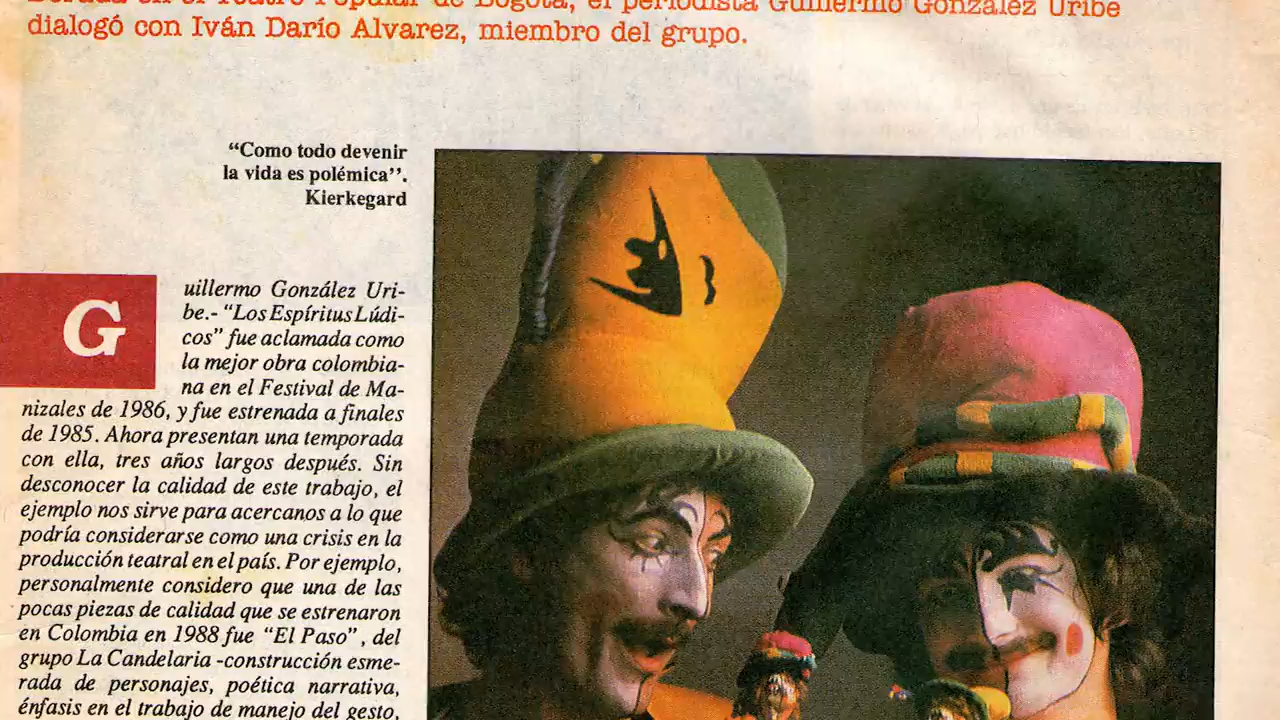 Teatro Popular de Bogotá, el periodista Guillermo González Uribe
dialogó con Iván Darío Alvarez, miembro del grupo.
“Como todo devenir
la vida es polémica’’.
Kierkegard
G
uillermo González Uri-
be.- “Los Espíritus Lúdi-
cos” fue aclamada como
la mejor obra colombia-
na en el Festival de Ma-
nizales de 1986, y fue estrenada a finales
de 1985. Ahora presentan una temporada
con ella, tres años largos después. Sin
desconocer la calidad de este trabajo, el
ejemplo nos sirve para acercanos a lo que
podría considerarse como una crisis en la
producción teatral en el país. Por ejemplo,
personalmente considero que una de las
pocas piezas de calidad que se estrenaron
en Colombia en 1988 fue “El Paso”, del
grupo La Candelaria -construcción esme-
rada de personajes, poética narrativa,
énfasis en el trabajo de manejo del gesto,